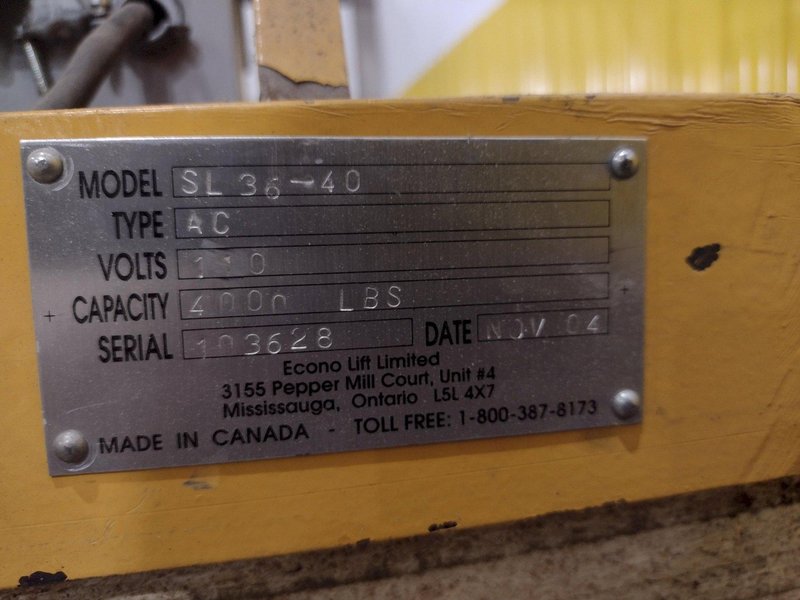 MODEL SL 36-40
TYPE AC
VOLTS 110
CAPACITY 4000 LBS
SERIAL 103628 DATE NOV 04
Econo Lift Limited
3155 Pepper Mill Court, Unit #4
Mississauga, Ontario L5L 4X7
MADE IN CANADA - TOLL FREE: 1-800-387-8173